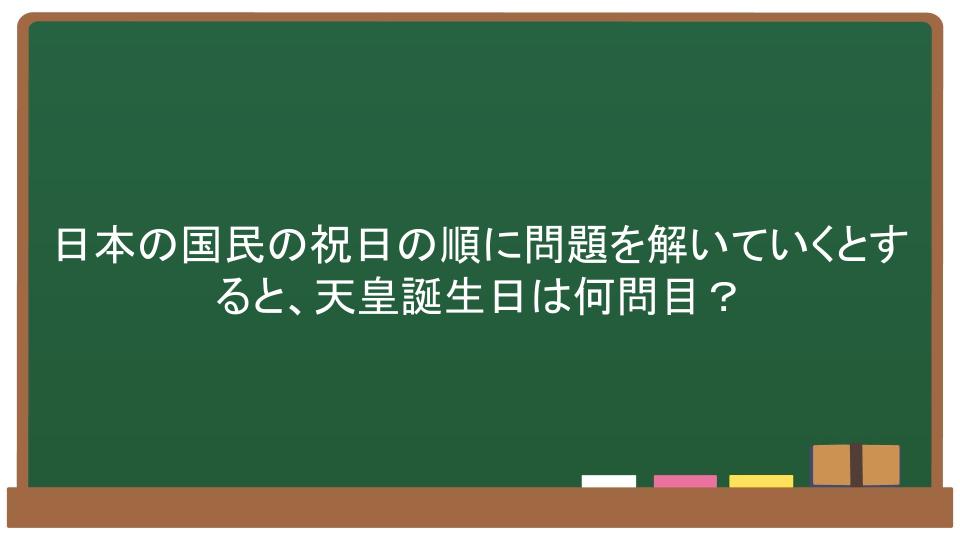 日本の国民の祝日の順に問題を解いていくとす
ると、天皇誕生日は何問目？